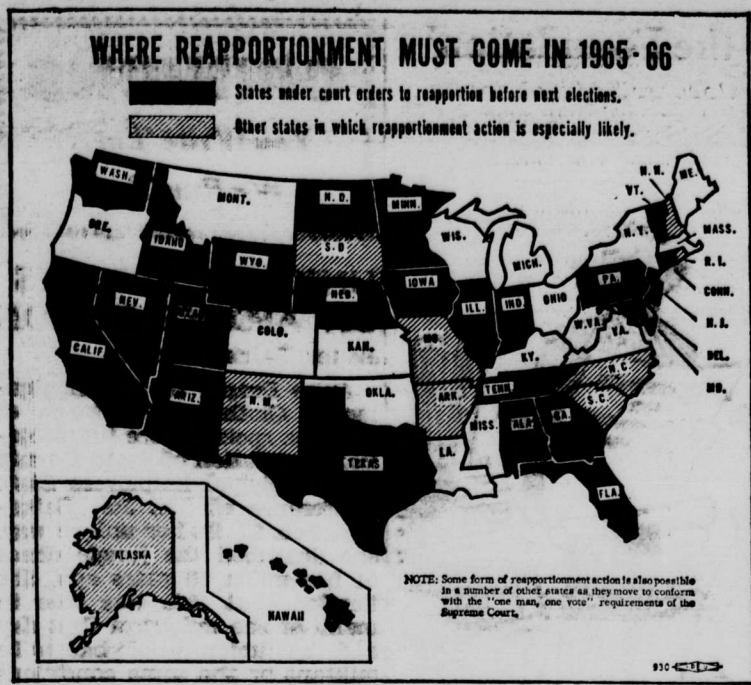 WHERE REAPPORTIONMENT MUST COME IN 1965-66
States under court orders to reapportion before next elections.
Other states in which reapportionment action is especially likely.
WASH.
MONT.
N. D.
MINN.
N. H.
VT.
ME.
ORE.
IDAHO
WYO.
S. D
WIS.
MICH.
N. Y.
MASS.
R. I.
CONN.
NEV.
NEB.
IOWA
ILL.
IND.
OHIO
PA.
N. J.
CALIF
COLO.
KAN.
MO.
KY.
W.VA
VA.
DEL.
MD.
ARIZ.
N. M.
OKLA.
ARK.
TENN
N.C.
S.C.
TEXAS
LA.
MISS.
ALA.
GA.
FLA.
ALASKA
HAWAII
NOTE: Some form of reapportionment action is also possible
in a number of other states as they move to conform
with the "one man, one vote" requirements of the
Supreme Court.
930